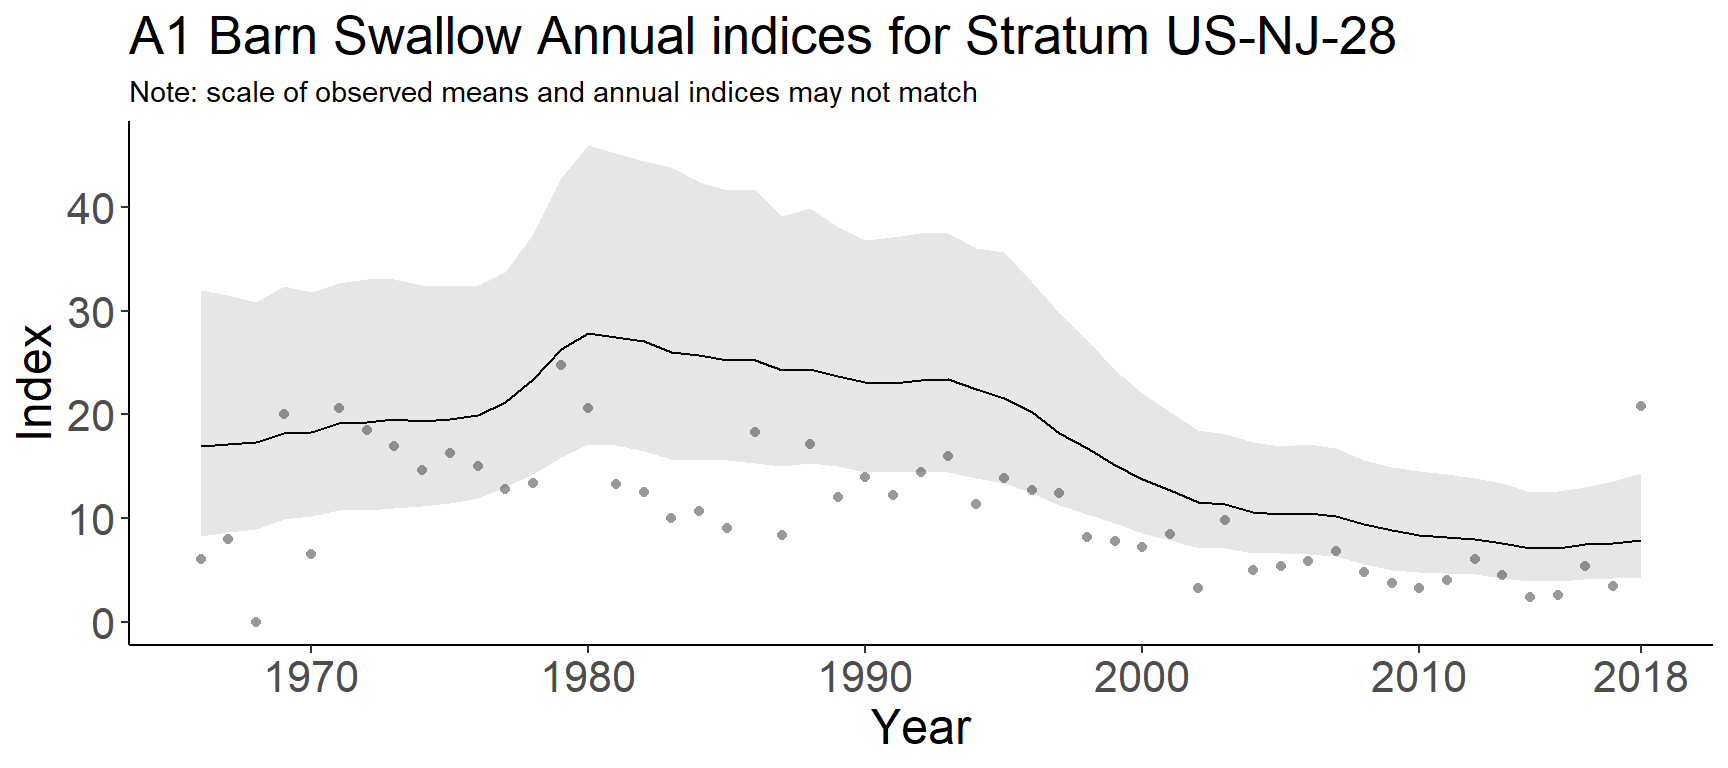 A1 Barn Swallow Annual indices for Stratum US-NJ-28
Note: scale of observed means and annual indices may not match
Index
40
30
20
10
0
1970 1980 1990 2000 2010 2018
Year